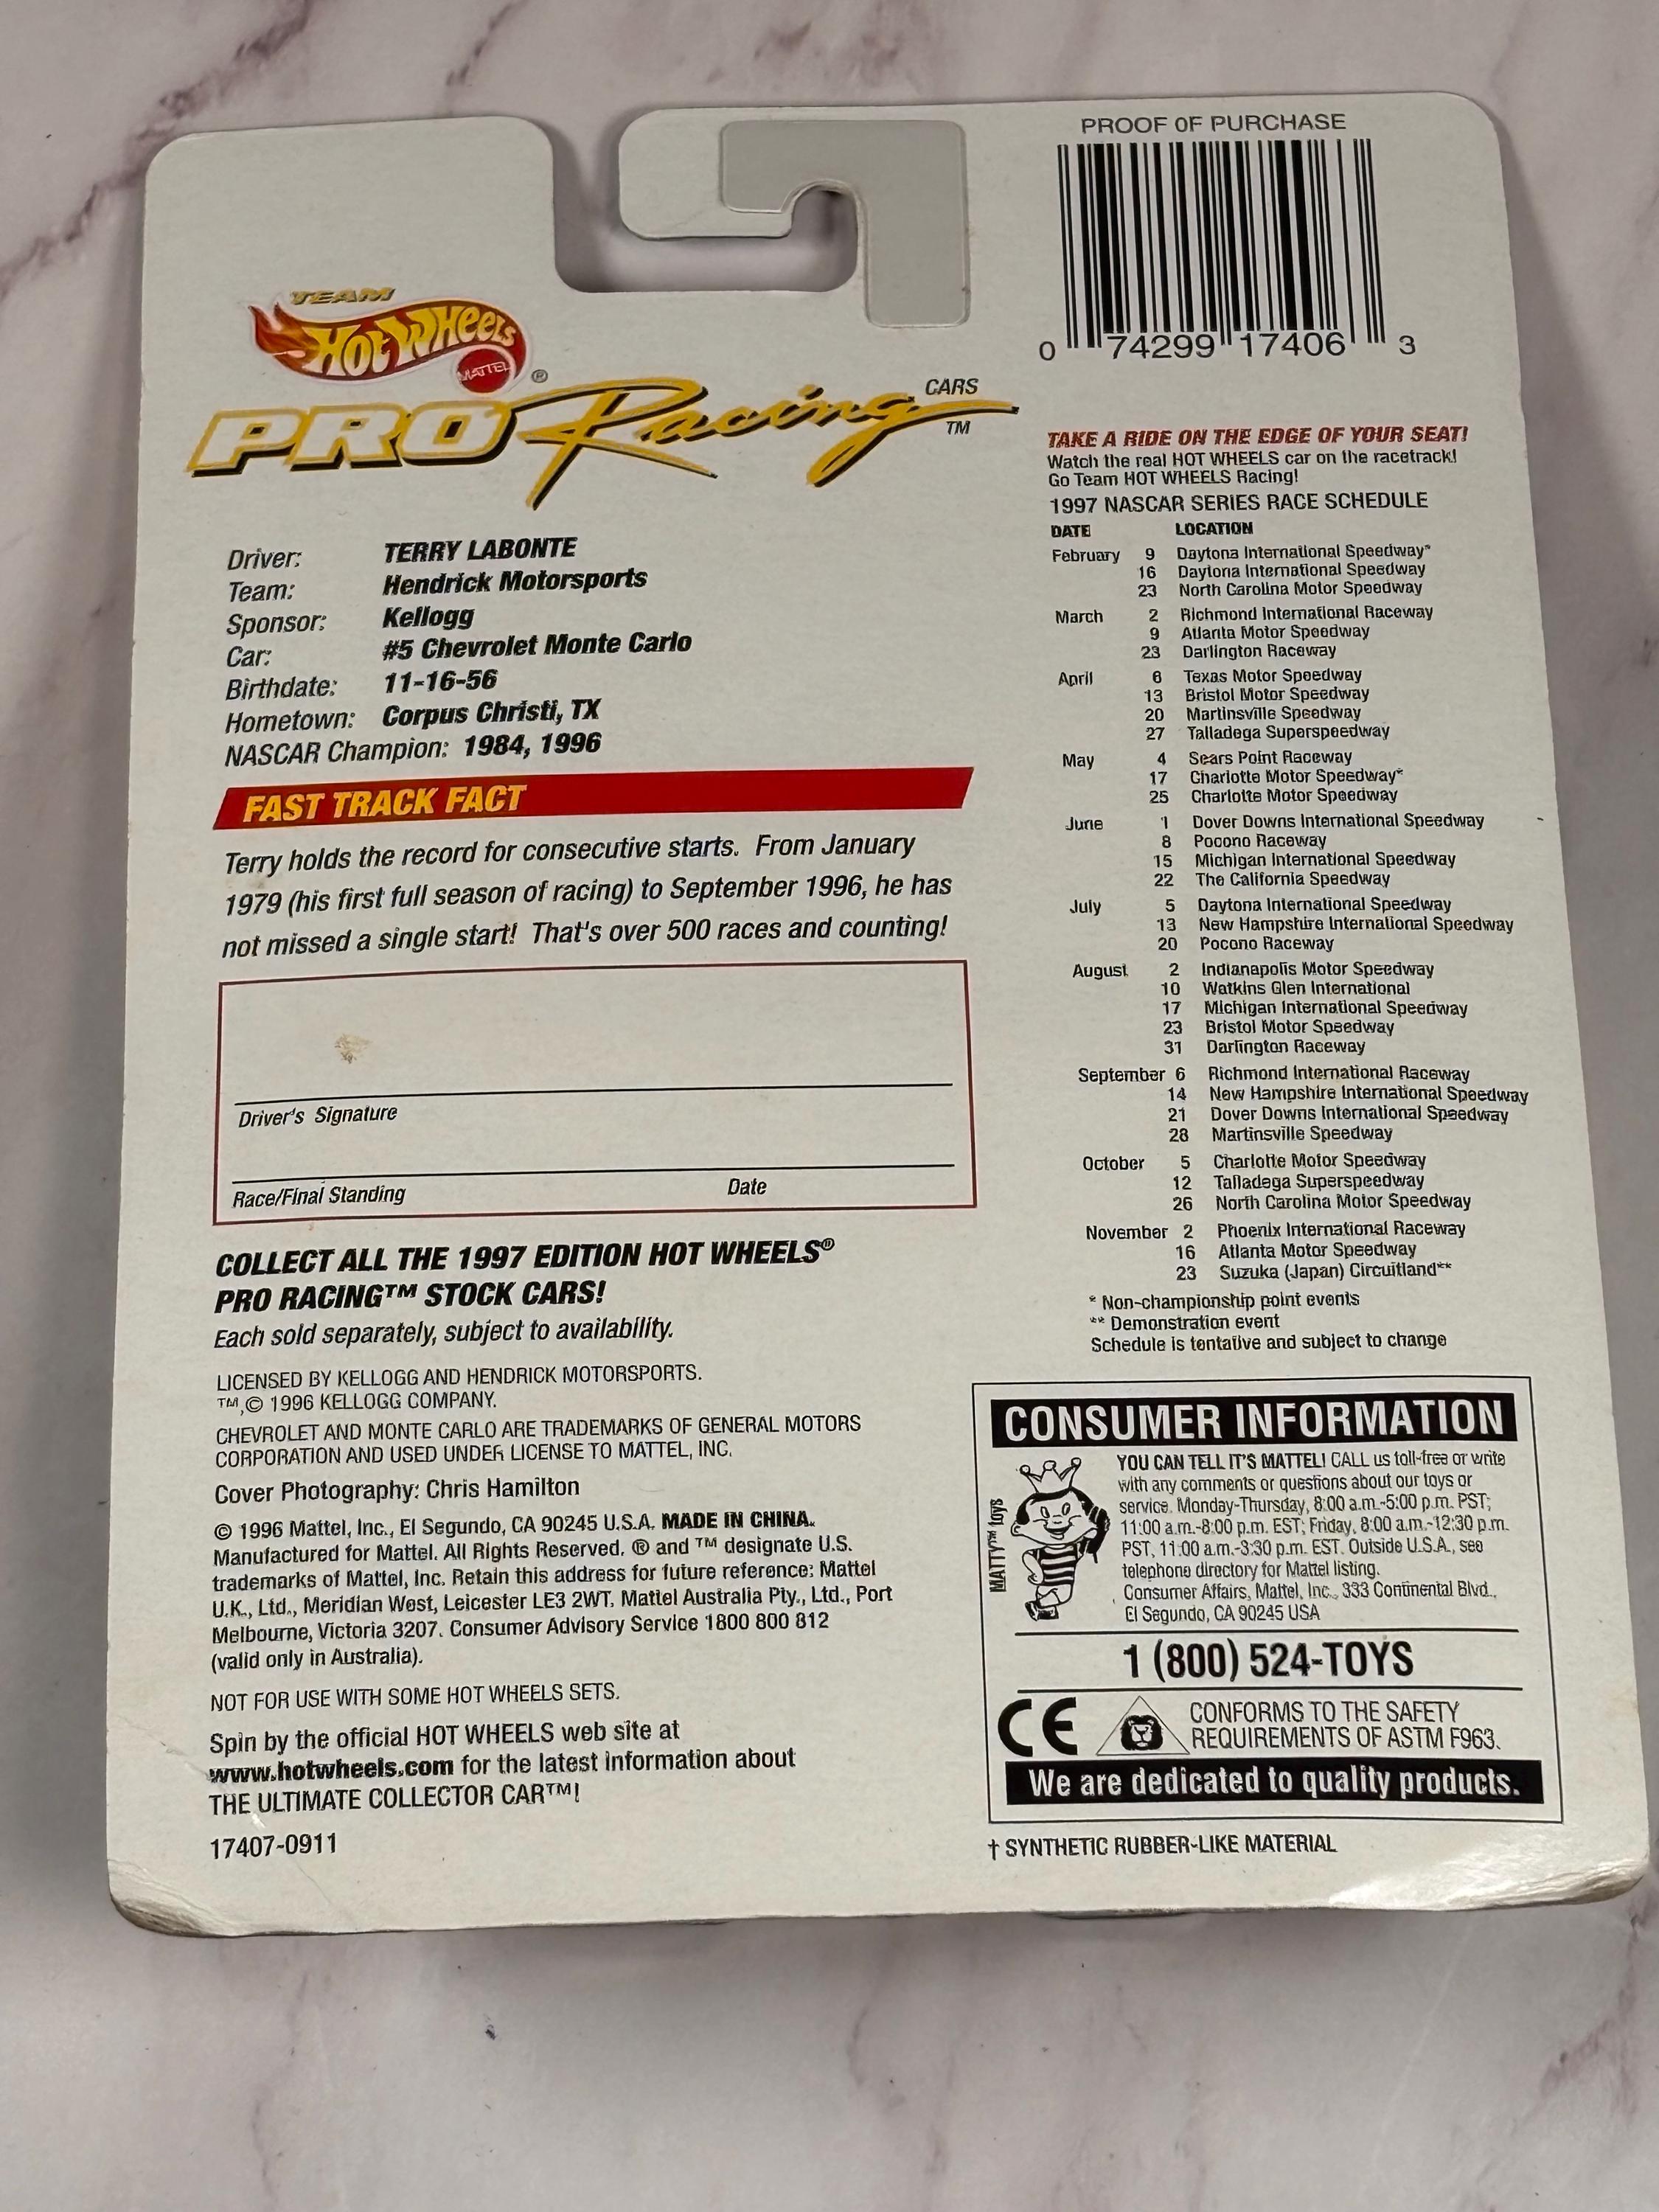 PROOF OF PURCHASE
0 74299 17406 3
TEAM
Hot Wheels
MATTEL
®
PRO Racing
CARS
TM
Driver: TERRY LABONTE
Team: Hendrick Motorsports
Sponsor: Kellogg
Car: #5 Chevrolet Monte Carlo
Birthdate: 11-16-56
Hometown: Corpus Christi, TX
NASCAR Champion: 1984, 1996
FAST TRACK FACT
Terry holds the record for consecutive starts. From January
1979 (his first full season of racing) to September 1996, he has
not missed a single start! That's over 500 races and counting!
Driver's Signature
Race/Final Standing Date
COLLECT ALL THE 1997 EDITION HOT WHEELS®
PRO RACING™ STOCK CARS!
Each sold separately, subject to availability.
LICENSED BY KELLOGG AND HENDRICK MOTORSPORTS.
™,© 1996 KELLOGG COMPANY.
CHEVROLET AND MONTE CARLO ARE TRADEMARKS OF GENERAL MOTORS
CORPORATION AND USED UNDER LICENSE TO MATTEL, INC.
Cover Photography: Chris Hamilton
© 1996 Mattel, Inc., El Segundo, CA 90245 U.S.A. MADE IN CHINA.
Manufactured for Mattel. All Rights Reserved. ® and ™ designate U.S.
trademarks of Mattel, Inc. Retain this address for future reference: Mattel
U.K., Ltd., Meridian West, Leicester LE3 2WT. Mattel Australia Pty., Ltd., Port
Melbourne, Victoria 3207. Consumer Advisory Service 1800 800 812
(valid only in Australia).
NOT FOR USE WITH SOME HOT WHEELS SETS.
Spin by the official HOT WHEELS web site at
www.hotwheels.com for the latest information about
THE ULTIMATE COLLECTOR CAR™!
17407-0911
TAKE A RIDE ON THE EDGE OF YOUR SEAT!
Watch the real HOT WHEELS car on the racetrack!
Go Team HOT WHEELS Racing!
1997 NASCAR SERIES RACE SCHEDULE
DATE LOCATION
February 9 Daytona International Speedway*
16 Daytona International Speedway
23 North Carolina Motor Speedway
March 2 Richmond International Raceway
9 Atlanta Motor Speedway
23 Darlington Raceway
April 6 Texas Motor Speedway
13 Bristol Motor Speedway
20 Martinsville Speedway
27 Talladega Superspeedway
May 4 Sears Point Raceway
17 Charlotte Motor Speedway*
25 Charlotte Motor Speedway
June 1 Dover Downs International Speedway
8 Pocono Raceway
15 Michigan International Speedway
22 The California Speedway
July 5 Daytona International Speedway
13 New Hampshire International Speedway
20 Pocono Raceway
August 2 Indianapolis Motor Speedway
10 Watkins Glen International
17 Michigan International Speedway
23 Bristol Motor Speedway
31 Darlington Raceway
September 6 Richmond International Raceway
14 New Hampshire International Speedway
21 Dover Downs International Speedway
28 Martinsville Speedway
October 5 Charlotte Motor Speedway
12 Talladega Superspeedway
26 North Carolina Motor Speedway
November 2 Phoenix International Raceway
16 Atlanta Motor Speedway
23 Suzuka (Japan) Circuitland**
* Non-championship point events
** Demonstration event
Schedule is tentative and subject to change
CONSUMER INFORMATION
MATTY™ toys
YOU CAN TELL IT'S MATTEL! CALL us toll-free or write
with any comments or questions about our toys or
service. Monday-Thursday, 8:00 a.m.-5:00 p.m. PST;
11:00 a.m.-8:00 p.m. EST; Friday, 8:00 a.m.-12:30 p.m.
PST, 11:00 a.m.-3:30 p.m. EST. Outside U.S.A., see
telephone directory for Mattel listing.
Consumer Affairs, Mattel, Inc., 333 Continental Blvd.,
El Segundo, CA 90245 USA
1 (800) 524-TOYS
CE
CONFORMS TO THE SAFETY
REQUIREMENTS OF ASTM F963.
We are dedicated to quality products.
† SYNTHETIC RUBBER-LIKE MATERIAL